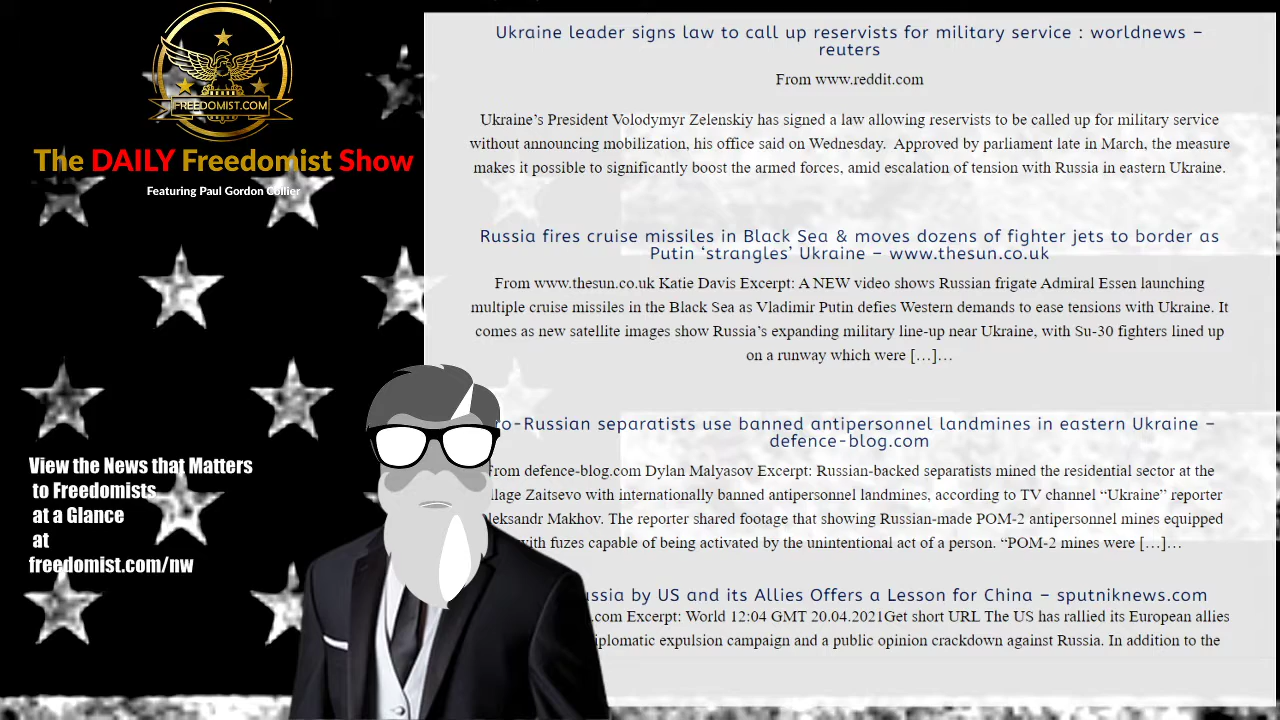 FREEDOMIST.COM
The DAILY Freedomist Show
Featuring Paul Gordon Collier
View the News that Matters
to Freedomists
at a Glance
at
freedomist.com/nw
Ukraine leader signs law to call up reservists for military service : worldnews –
reuters
From www.reddit.com
Ukraine’s President Volodymyr Zelenskiy has signed a law allowing reservists to be called up for military service
without announcing mobilization, his office said on Wednesday. Approved by parliament late in March, the measure
makes it possible to significantly boost the armed forces, amid escalation of tension with Russia in eastern Ukraine.
Russia fires cruise missiles in Black Sea & moves dozens of fighter jets to border as
Putin ‘strangles’ Ukraine – www.thesun.co.uk
From www.thesun.co.uk Katie Davis Excerpt: A NEW video shows Russian frigate Admiral Essen launching
multiple cruise missiles in the Black Sea as Vladimir Putin defies Western demands to ease tensions with Ukraine. It
comes as new satellite images show Russia’s expanding military line-up near Ukraine, with Su-30 fighters lined up
on a runway which were […]…
ro-Russian separatists use banned antipersonnel landmines in eastern Ukraine –
defence-blog.com
From defence-blog.com Dylan Malyasov Excerpt: Russian-backed separatists mined the residential sector at the
llage Zaitsevo with internationally banned antipersonnel landmines, according to TV channel “Ukraine” reporter
leksandr Makhov. The reporter shared footage that showing Russian-made POM-2 antipersonnel mines equipped
with fuzes capable of being activated by the unintentional act of a person. “POM-2 mines were […]…
ussia by US and its Allies Offers a Lesson for China – sputniknews.com
.com Excerpt: World 12:04 GMT 20.04.2021Get short URL The US has rallied its European allies
iplomatic expulsion campaign and a public opinion crackdown against Russia. In addition to the